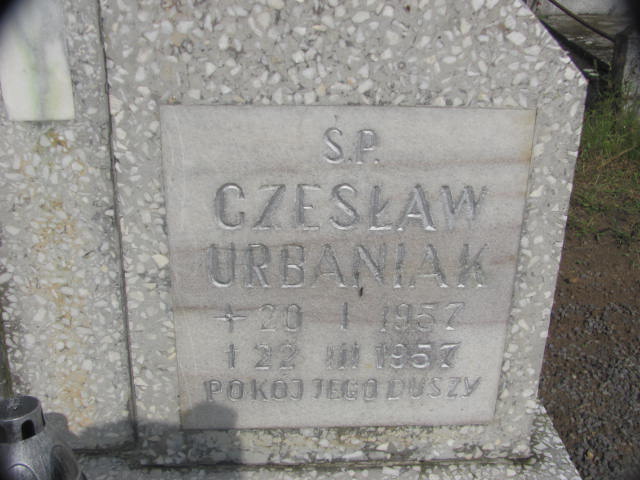 Ś.P.
CZESŁAW
URBANIAK
+ 20 I 1957
† 22 III 1957
POKÓJ JEGO DUSZY